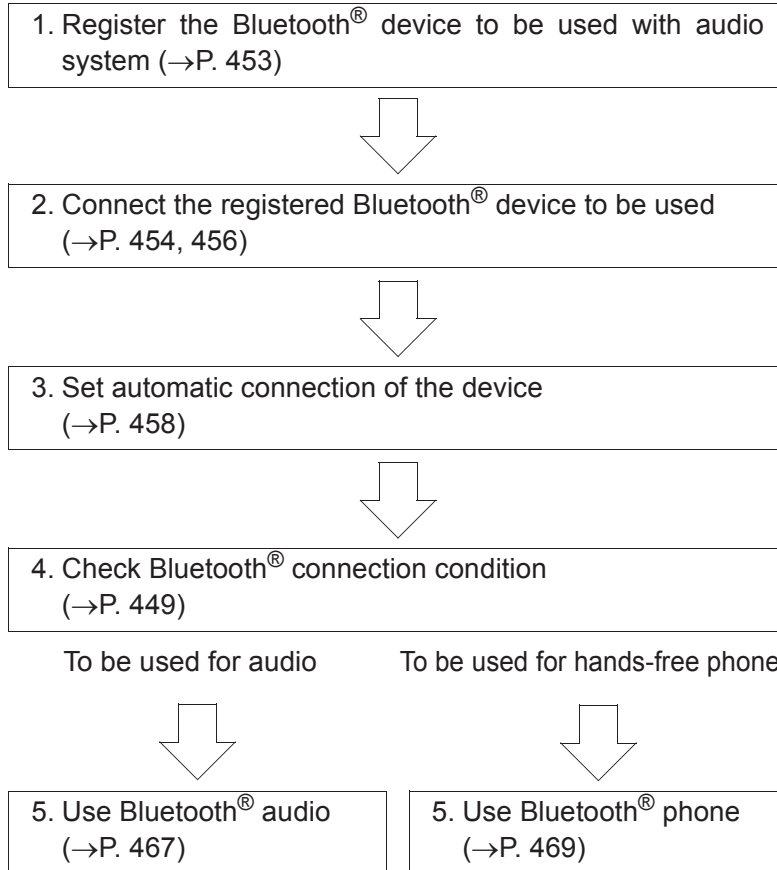 1. Register the Bluetooth® device to be used with audio
system (→P. 453)
2. Connect the registered Bluetooth® device to be used
(→P. 454, 456)
3. Set automatic connection of the device
(→P. 458)
4. Check Bluetooth® connection condition
(→P. 449)
To be used for audio
To be used for hands-free phone
5. Use Bluetooth® audio
(→P. 467)
5. Use Bluetooth® phone
(→P. 469)